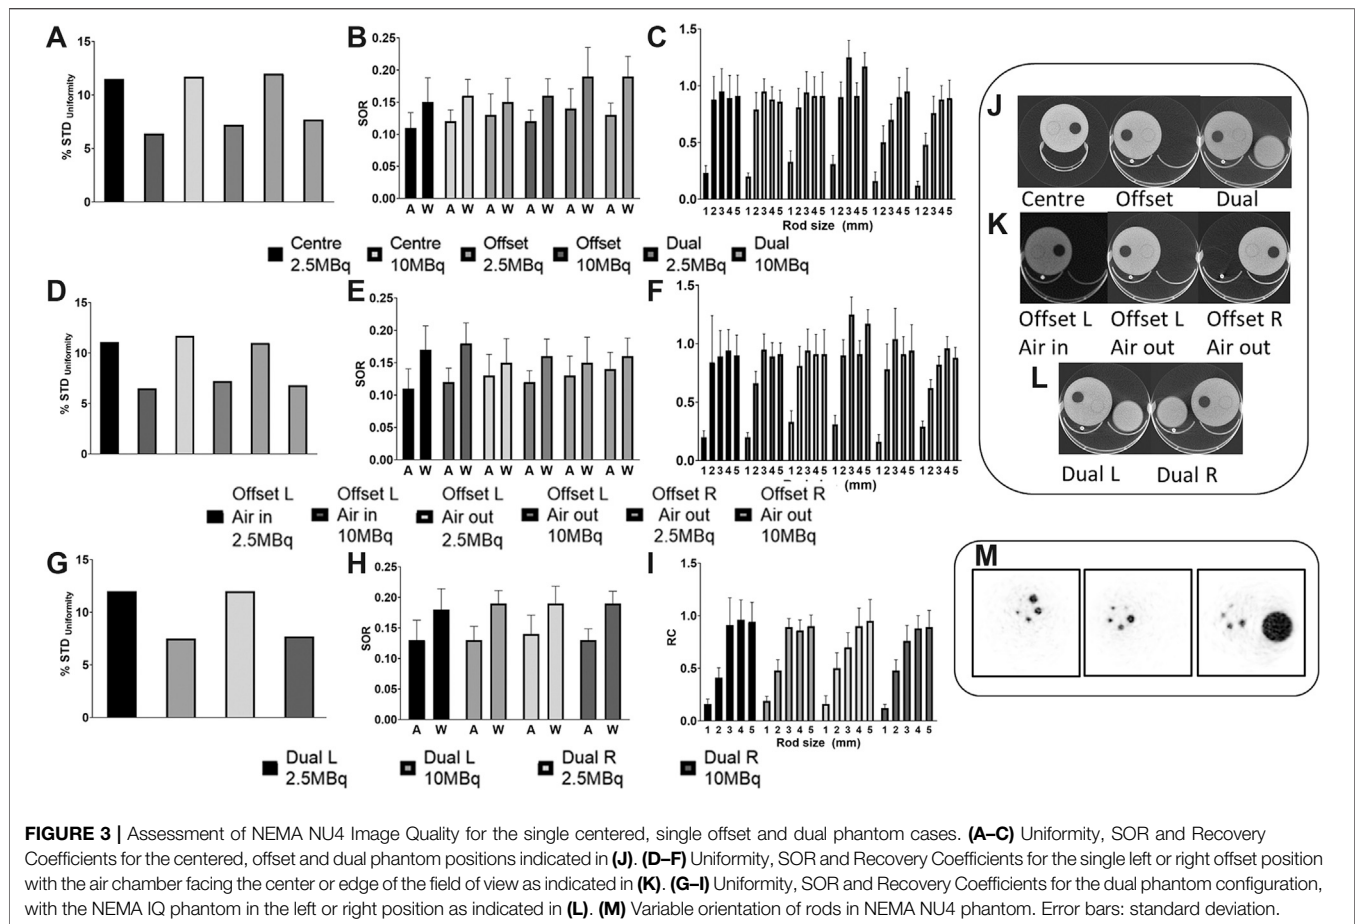 A
15
10
5
0
% STD Uniformity
B
0.25
0.20
0.15
0.10
0.05
0.00
SOR
A W A W A W A W A W A W
C
1.5
1.0
0.5
0.0
1 2 3 4 5 1 2 3 4 5 1 2 3 4 5 1 2 3 4 5 1 2 3 4 5 1 2 3 4 5
Rod size (mm)
Centre Centre Offset Offset Dual Dual
2.5MBq 10MBq 2.5MBq 10MBq 2.5MBq 10MBq
D
15
10
5
0
% STD Uniformity
E
0.25
0.20
0.15
0.10
0.05
0.00
SOR
A W A W A W A W A W A W
F
1.5
1.0
0.5
0.0
1 2 3 4 5 1 2 3 4 5 1 2 3 4 5 1 2 3 4 5 1 2 3 4 5 1 2 3 4 5
(mm)
Offset L Offset L Offset L Offset L Offset R Offset R
Air in Air in Air out Air out Air out Air out
2.5MBq 10MBq 2.5MBq 10MBq 2.5MBq 10MBq
G
15
10
5
0
% STD Uniformity
H
0.25
0.20
0.15
0.10
0.05
0.00
SOR
A W A W A W A W
I
1.5
1.0
0.5
0.0
RC
1 2 3 4 5 1 2 3 4 5 1 2 3 4 5 1 2 3 4 5
Rod size (mm)
Dual L Dual L Dual R Dual R
2.5MBq 10MBq 2.5MBq 10MBq
J
Centre Offset Dual
K
Offset L Offset L Offset R
Air in Air out Air out
L
Dual L Dual R
M
FIGURE 3 | Assessment of NEMA NU4 Image Quality for the single centered, single offset and dual phantom cases. (A–C) Uniformity, SOR and Recovery
Coefficients for the centered, offset and dual phantom positions indicated in (J). (D–F) Uniformity, SOR and Recovery Coefficients for the single left or right offset position
with the air chamber facing the center or edge of the field of view as indicated in (K). (G–I) Uniformity, SOR and Recovery Coefficients for the dual phantom configuration,
with the NEMA IQ phantom in the left or right position as indicated in (L). (M) Variable orientation of rods in NEMA NU4 phantom. Error bars: standard deviation.